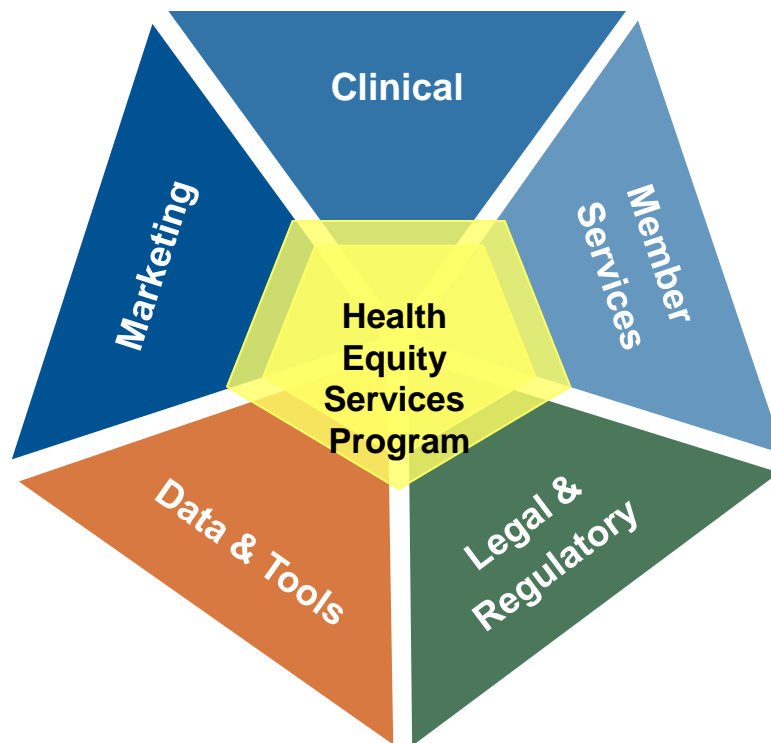 Clinical
Member
Services
Marketing
Health
Equity
Services
Program
Data & Tools
Legal &
Regulatory